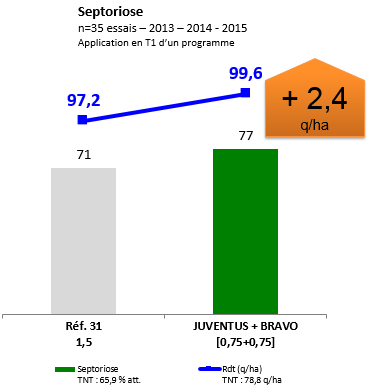 Septoriose
n=35 essais – 2013 – 2014 - 2015
Application en T1 d'un programme
99,6
97,2
+ 2,4
q/ha
77
71
Réf. 31
1,5
JUVENTUS + BRAVO
[0,75+0,75]
Septoriose
TNT : 65,9 % att.
Rdt (q/ha)
TNT : 78,8 q/ha